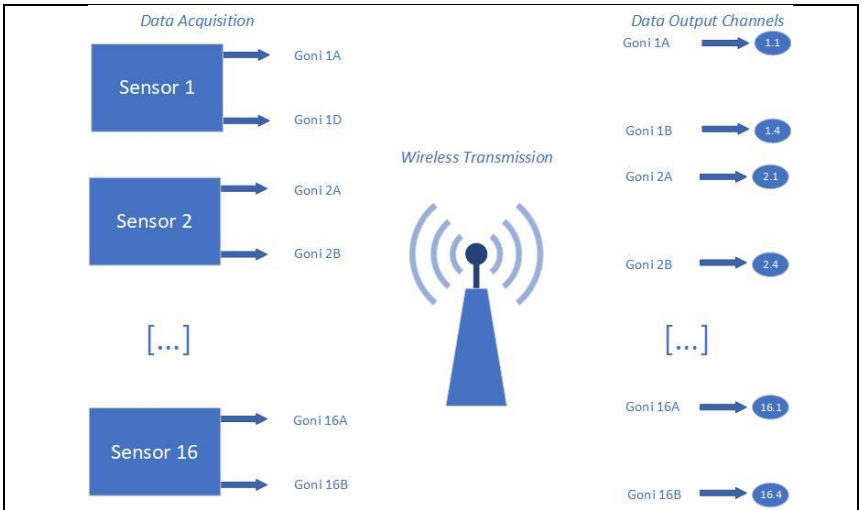 Data Acquisition
Data Output Channels
Sensor 1
Goni 1A
Goni 1D
Sensor 2
Goni 2A
Goni 2B
[...]
Sensor 16
Goni 16A
Goni 16B
Wireless Transmission
Goni 1A
1.1
Goni 1B
1.4
Goni 2A
2.1
Goni 2B
2.4
[...]
Goni 16A
16.1
Goni 16B
16.4